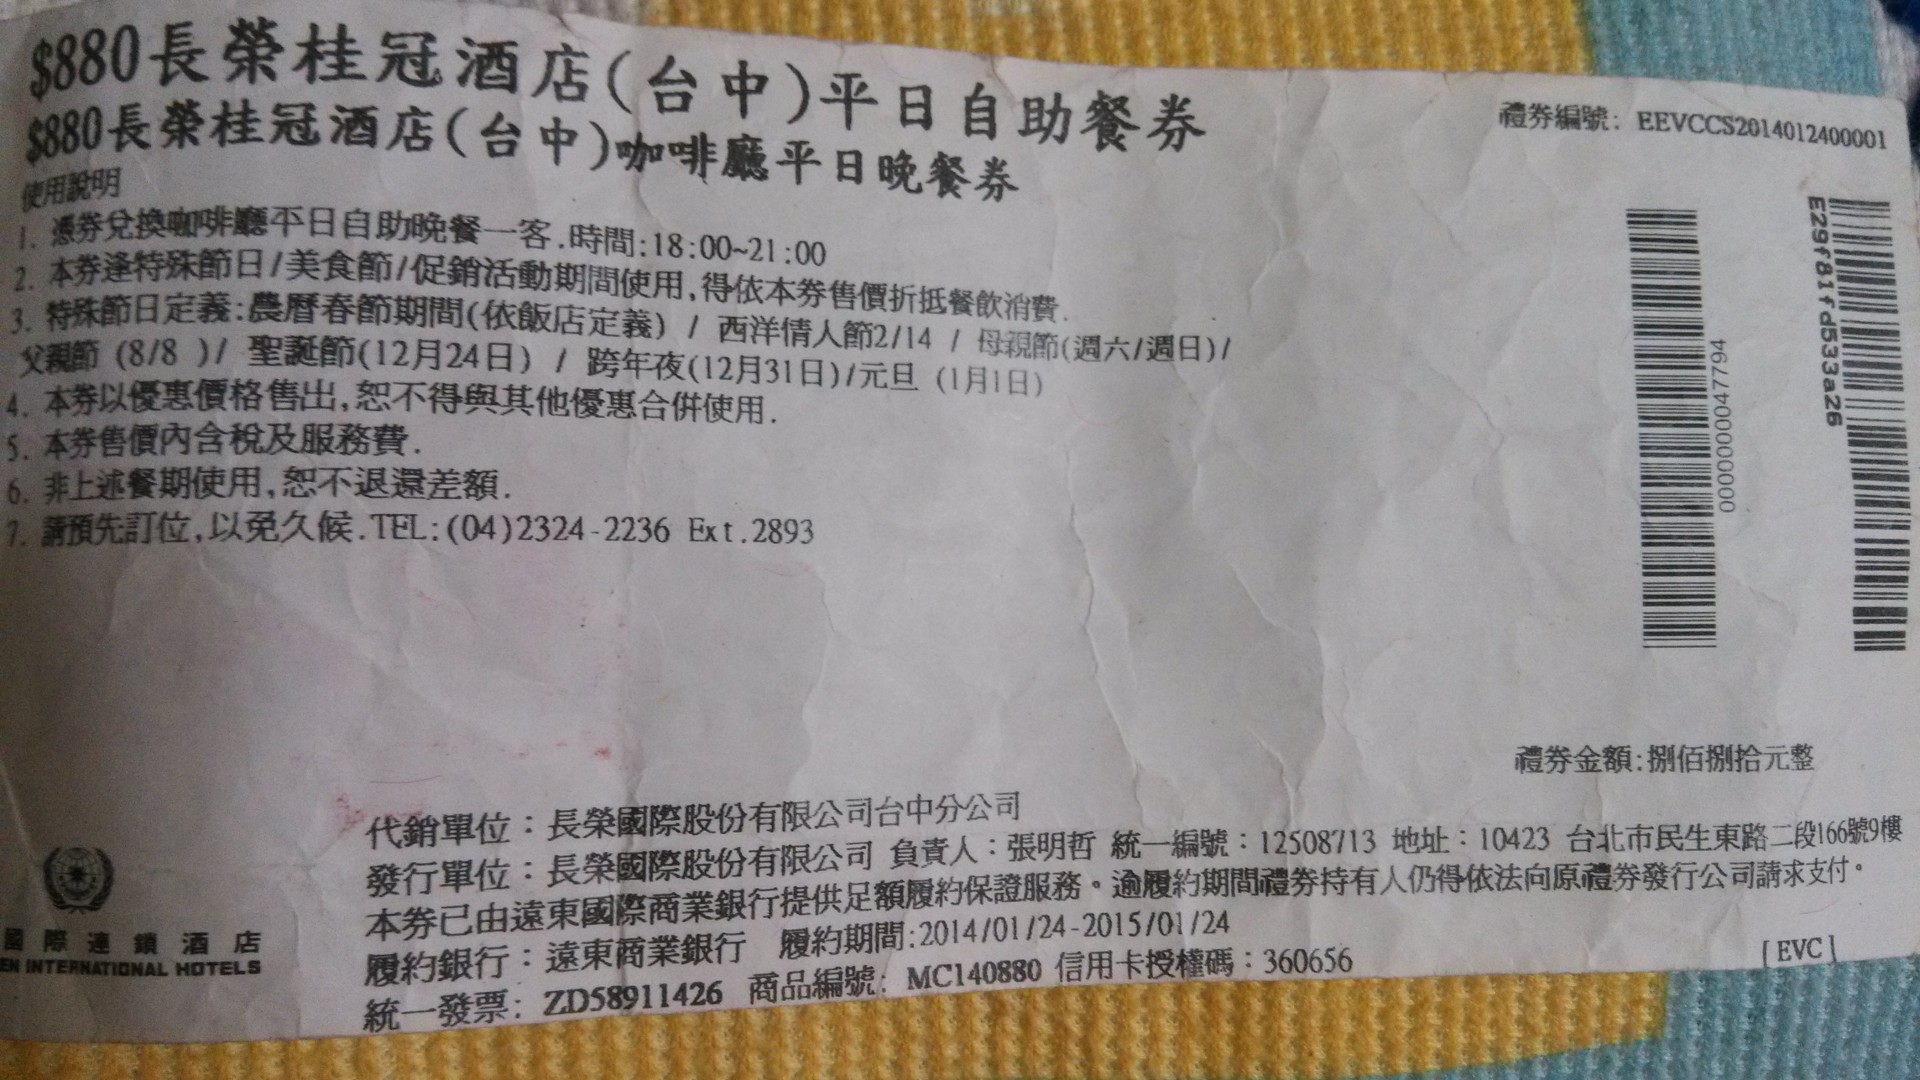 $880長榮桂冠酒店(台中)平日自助餐券
$880長榮桂冠酒店(台中)咖啡廳平日晚餐券
禮券編號: EEVCCS2014012400001
使用說明
1. 憑券兌換咖啡廳平日自助晚餐一客.時間:18:00~21:00
2. 本券逢特殊節日/美食節/促銷活動期間使用,得依本券售價折抵餐飲消費.
3. 特殊節日定義:農曆春節期間(依飯店定義) / 西洋情人節2/14 / 母親節(週六/週日)/
父親節 (8/8 )/ 聖誕節(12月24日) / 跨年夜(12月31日)/元旦 (1月1日)
4. 本券以優惠價格售出,恕不得與其他優惠合併使用.
5. 本券售價內含稅及服務費.
6. 非上述餐期使用,恕不退還差額.
7. 請預先訂位,以免久候.TEL:(04)2324-2236 Ext.2893
0000000047794
E29f81fd533a26
禮券金額:捌佰捌拾元整
代銷單位：長榮國際股份有限公司台中分公司
發行單位：長榮國際股份有限公司 負責人：張明哲 統一編號：12508713 地址：10423 台北市民生東路二段166號9樓
本券已由遠東國際商業銀行提供足額履約保證服務。逾履約期間禮券持有人仍得依法向原禮券發行公司請求支付。
履約銀行：遠東商業銀行 履約期間:2014/01/24-2015/01/24
統一發票: ZD58911426 商品編號: MC140880 信用卡授權碼：360656
[EVC]
國際連鎖酒店
EN INTERNATIONAL HOTELS